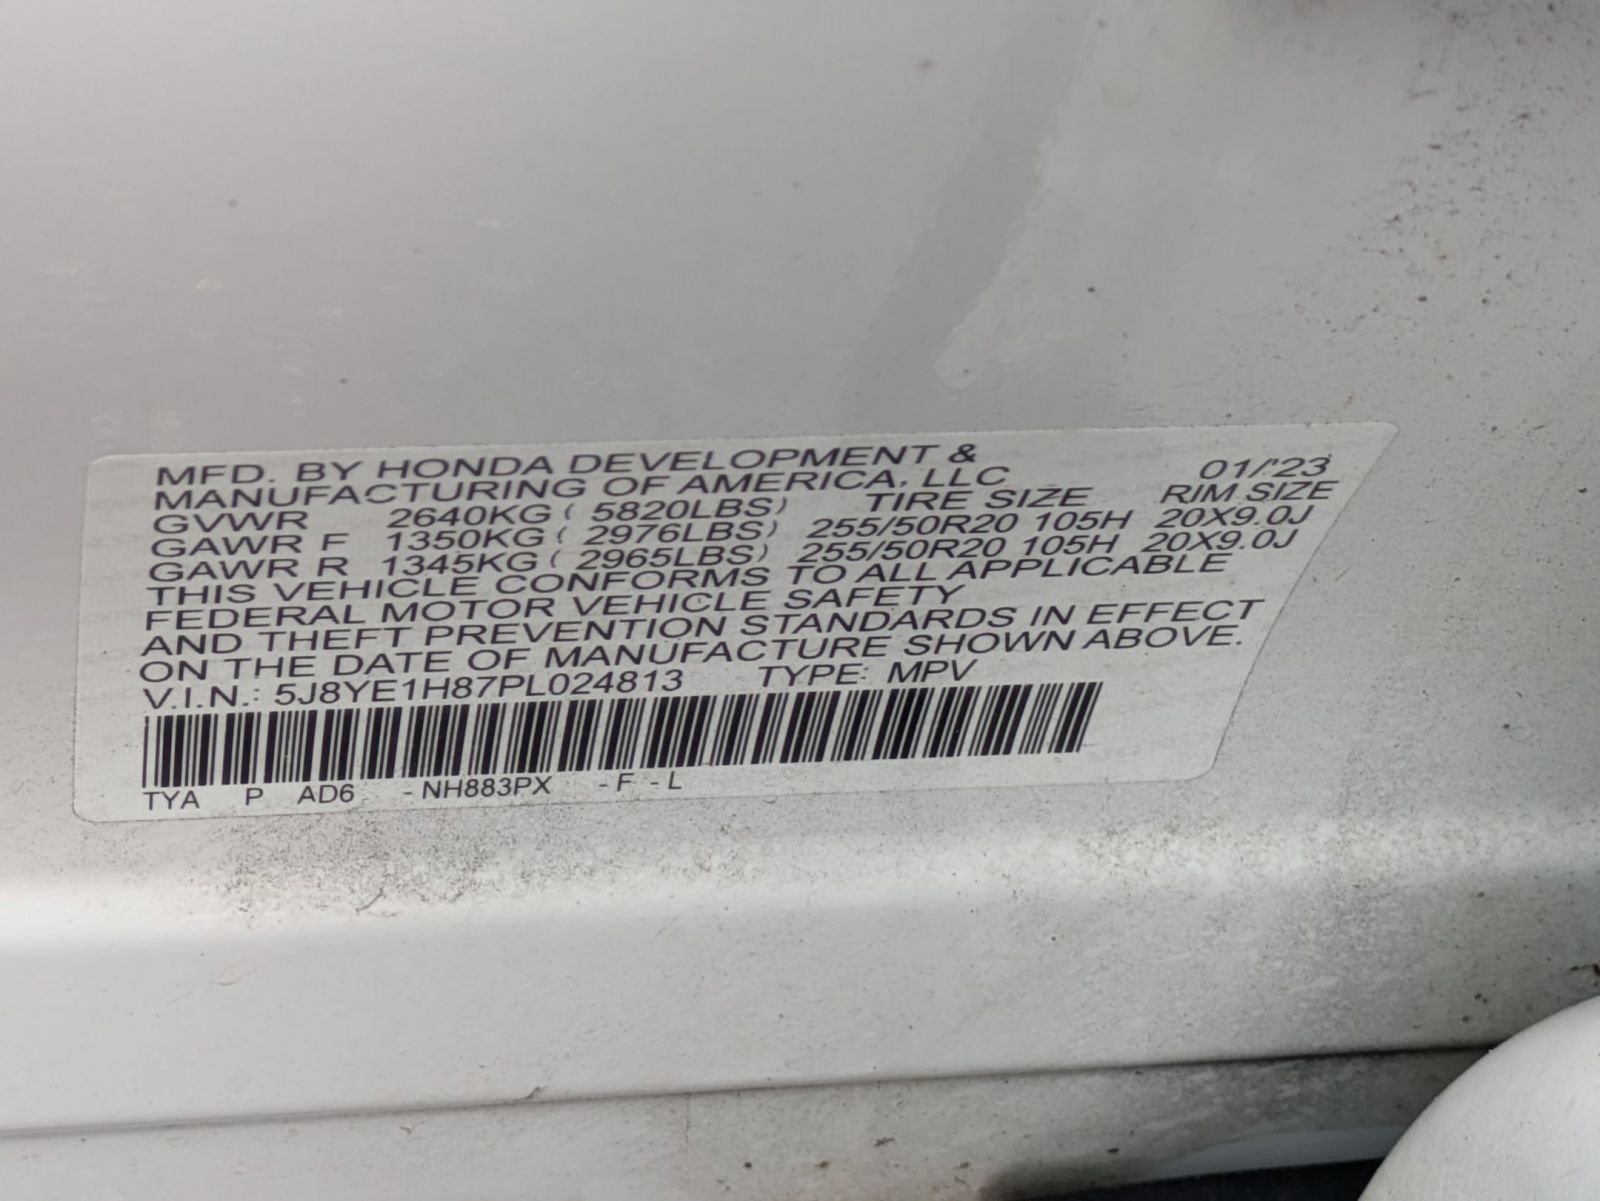 MFD. BY HONDA DEVELOPMENT &
MANUFACTURING OF AMERICA, LLC 01/'23
GVWR 2640KG ( 5820LBS) TIRE SIZE RIM SIZE
GAWR F 1350KG ( 2976LBS) 255/50R20 105H 20X9.0J
GAWR R 1345KG ( 2965LBS) 255/50R20 105H 20X9.0J
THIS VEHICLE CONFORMS TO ALL APPLICABLE
FEDERAL MOTOR VEHICLE SAFETY
AND THEFT PREVENTION STANDARDS IN EFFECT
ON THE DATE OF MANUFACTURE SHOWN ABOVE.
V.I.N.: 5J8YE1H87PL024813 TYPE: MPV
TYA P AD6 -NH883PX -F -L